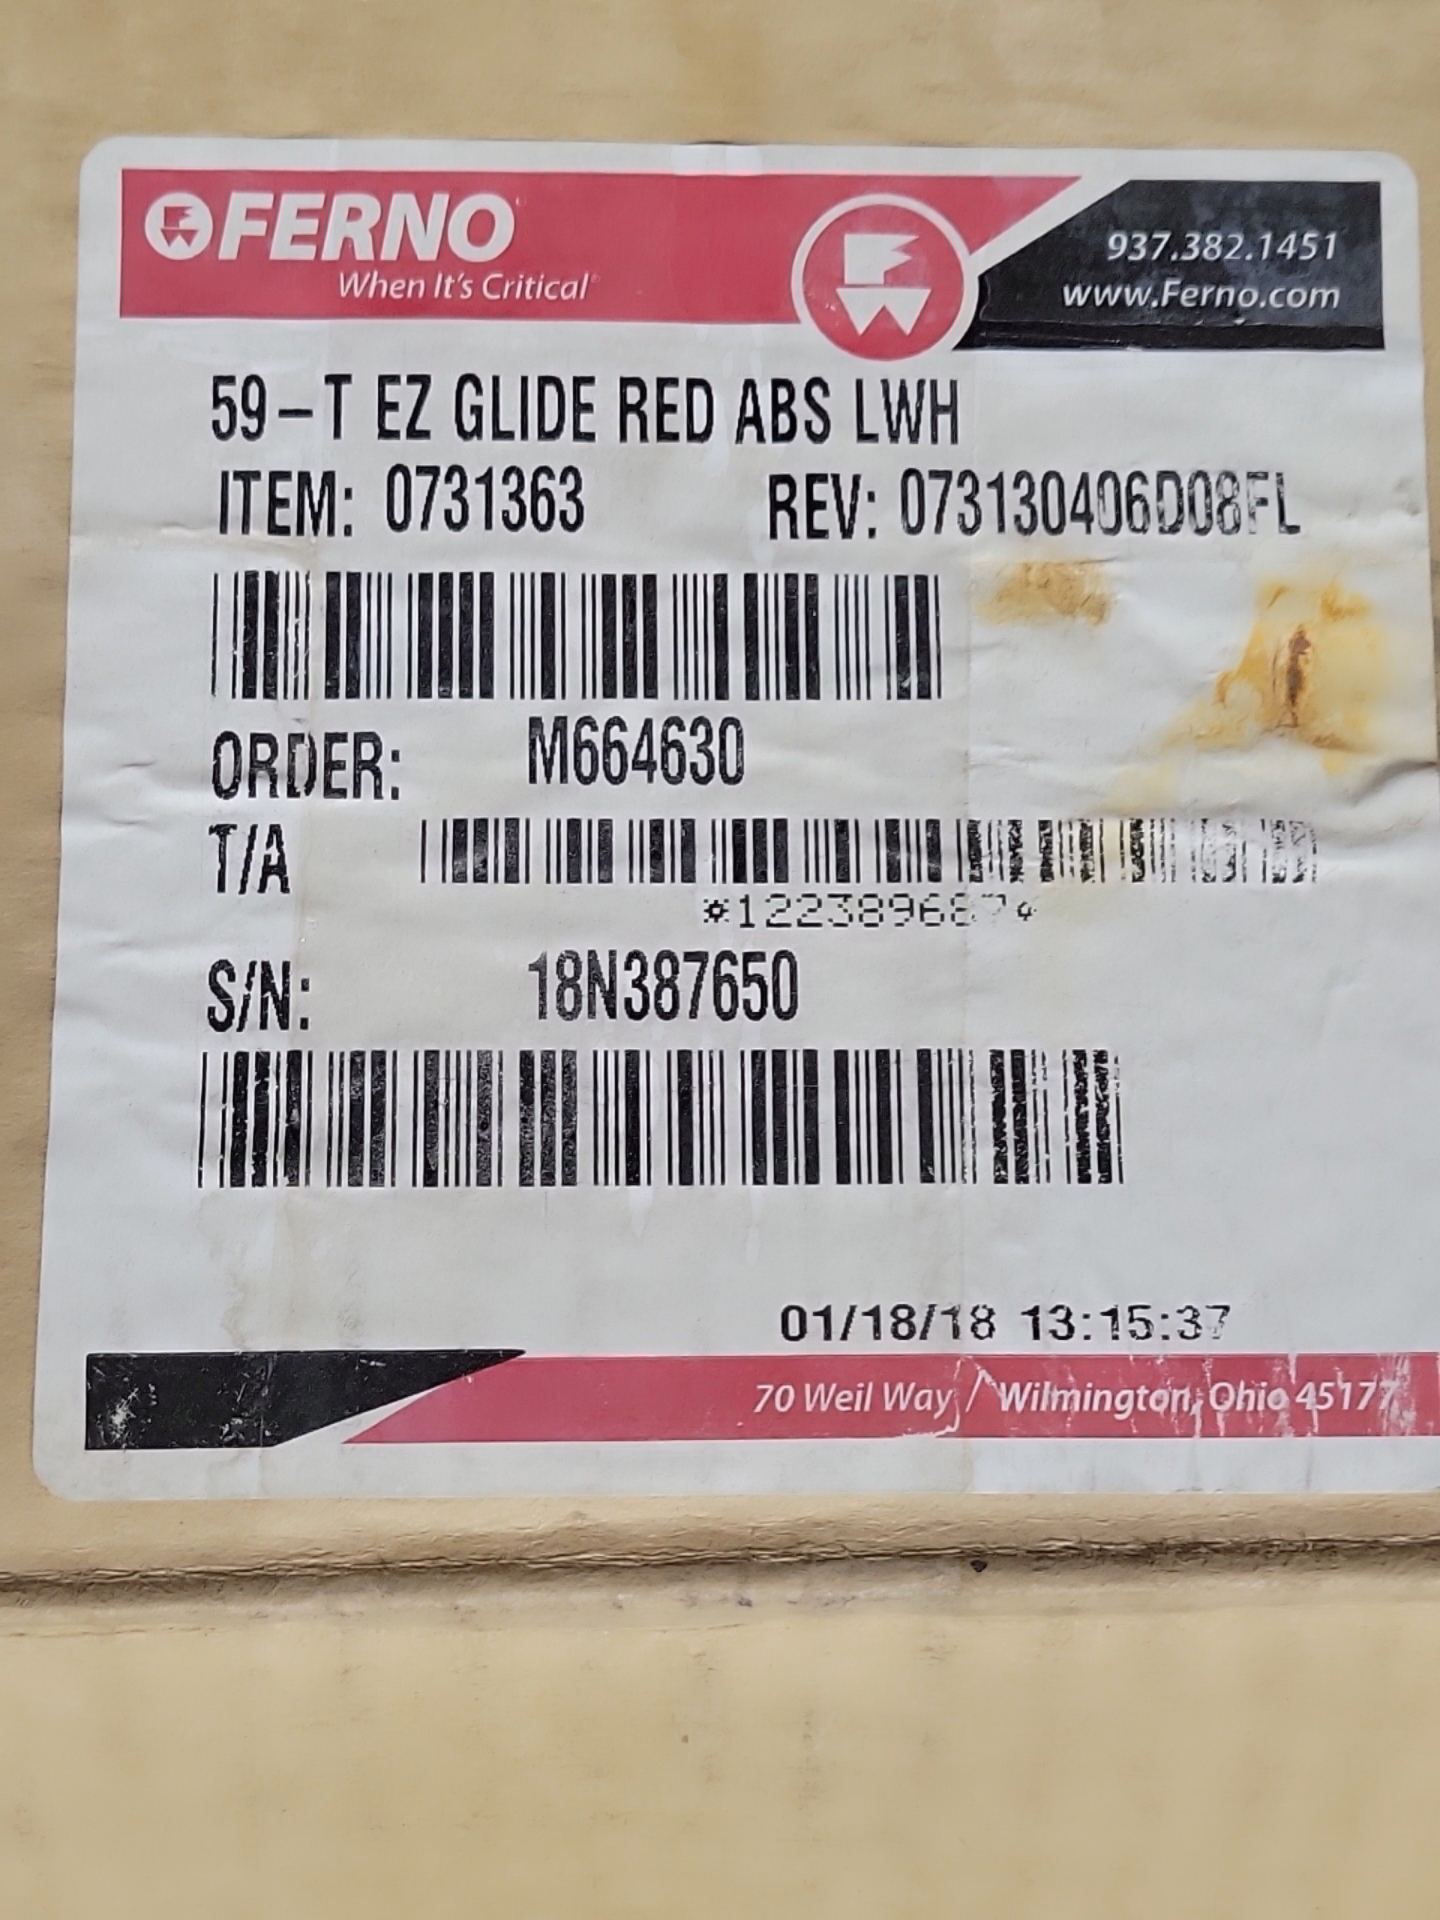 FERNO
When It's Critical
937.382.1451
www.Ferno.com
59-T EZ GLIDE RED ABS LWH
ITEM: 0731363 REV: 073130406D08FL
ORDER: M664630
T/A
S/N: 18N387650
01/18/18 13:15:37
70 Weil Way / Wilmington, Ohio 45177